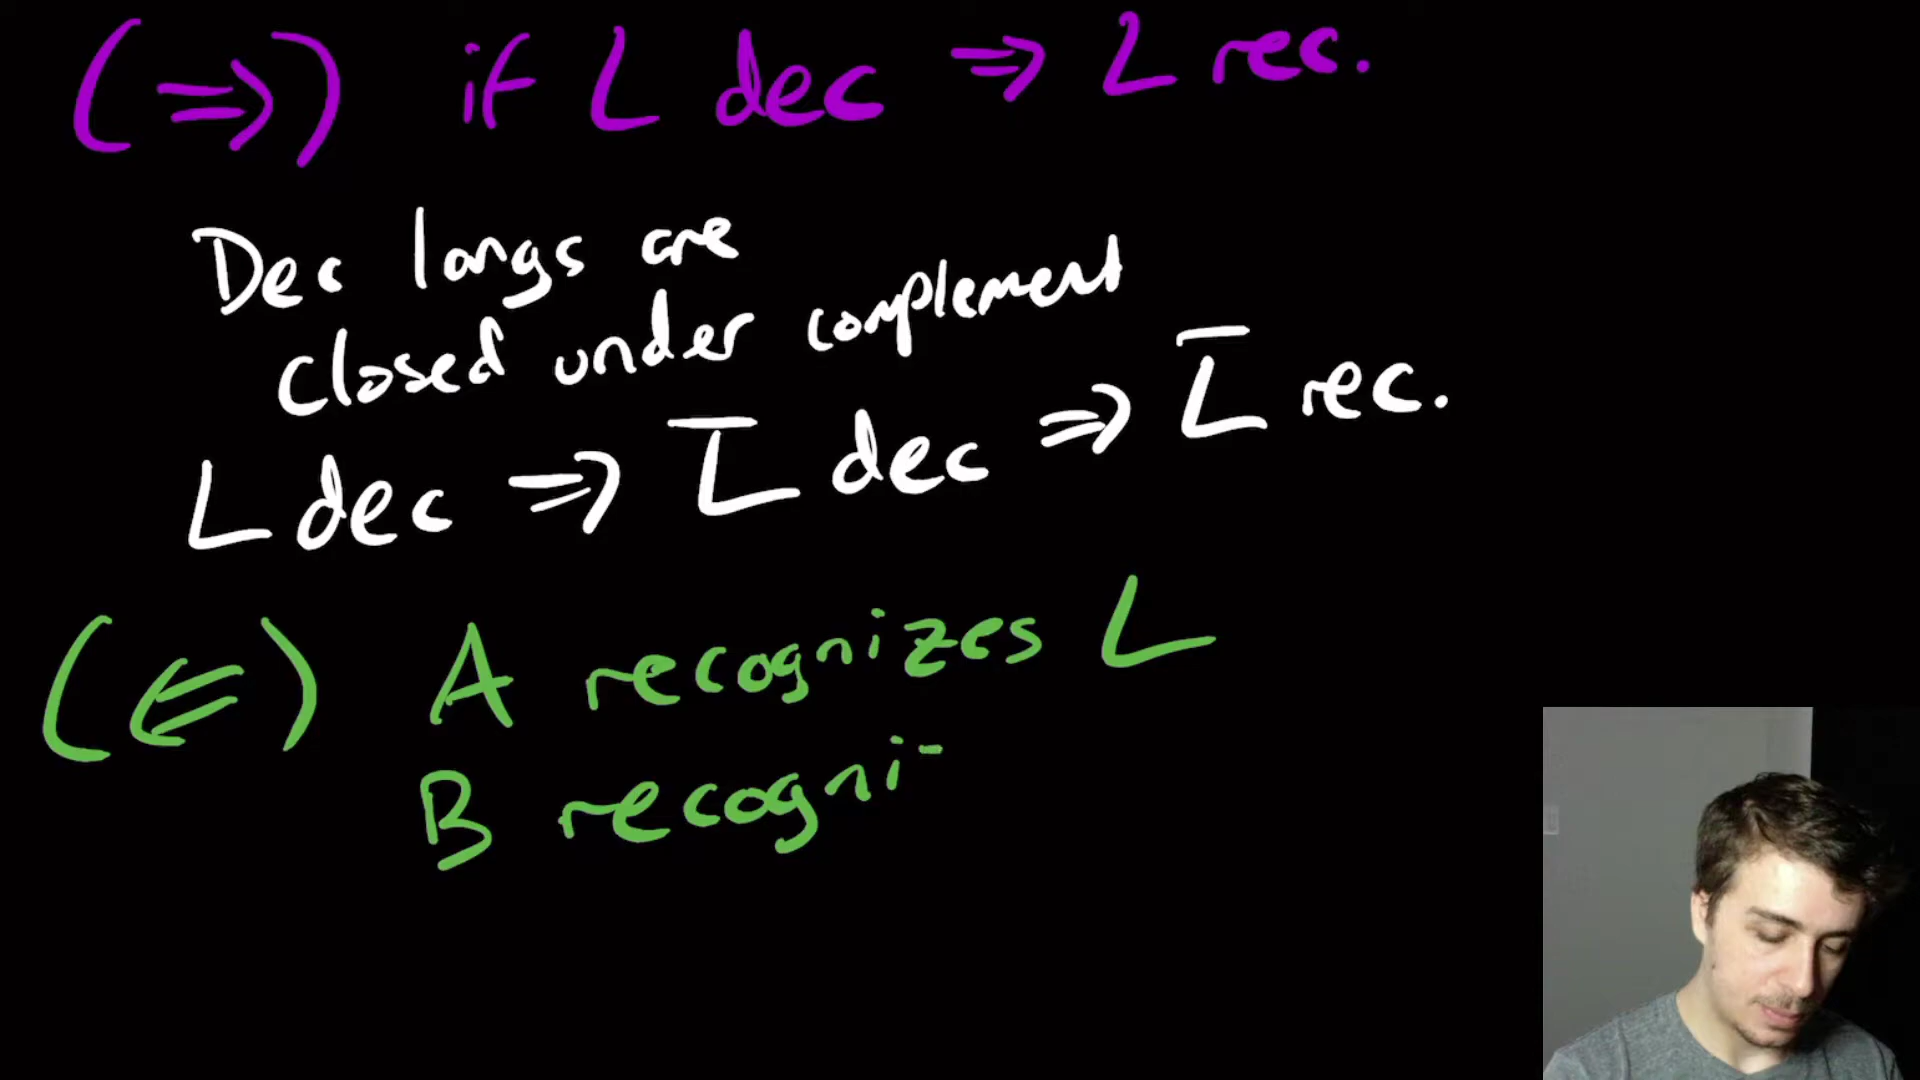 (⇒) if L dec ⇒ L rec.
Dec langs are
closed under complement
L dec ⇒ L̅ dec ⇒ L̅ rec.
(⇐) A recognizes L
B recogni